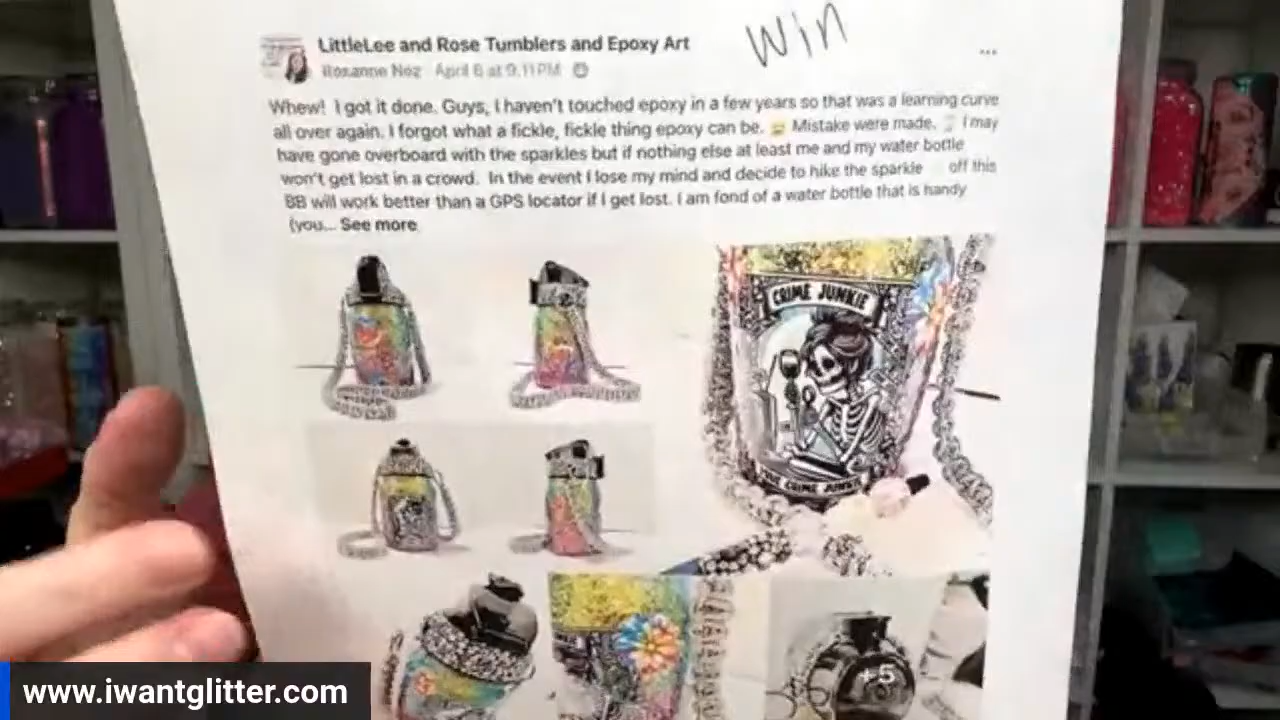 win
LittleLee and Rose Tumblers and Epoxy Art
Rosanne Noz April 6 at 9:11 PM
...
Whew! I got it done. Guys, I haven't touched epoxy in a few years so that was a learning curve
all over again. I forgot what a fickle, fickle thing epoxy can be. Mistake were made. I may
have gone overboard with the sparkles but if nothing else at least me and my water bottle
won't get lost in a crowd. In the event I lose my mind and decide to hike the sparkle off this
BB will work better than a GPS locator if I get lost. I am fond of a water bottle that is handy
(you... See more
CRIME JUNKIE
CRIME JUNKIE
+5
www.iwantglitter.com